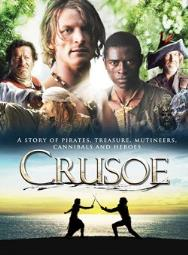 A STORY OF PIRATES, TREASURE, MUTINEERS,
CANNIBALS AND HEROES
CRUSOE